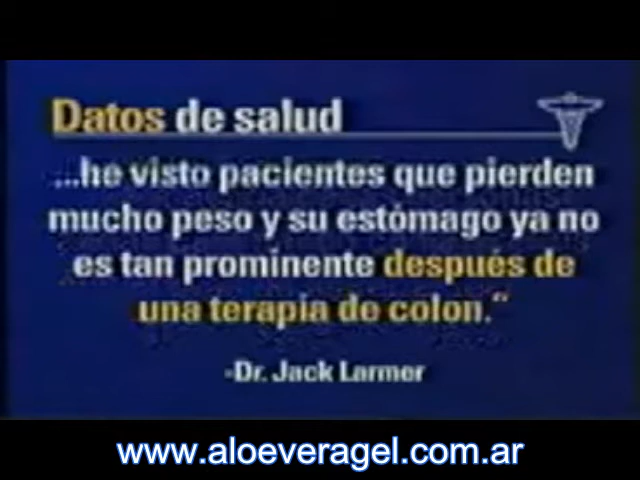 Datos de salud
...he visto pacientes que pierden
mucho peso y su estómago ya no
es tan prominente después de
una terapia de colon.“
-Dr. Jack Larmer
www.aloeveragel.com.ar